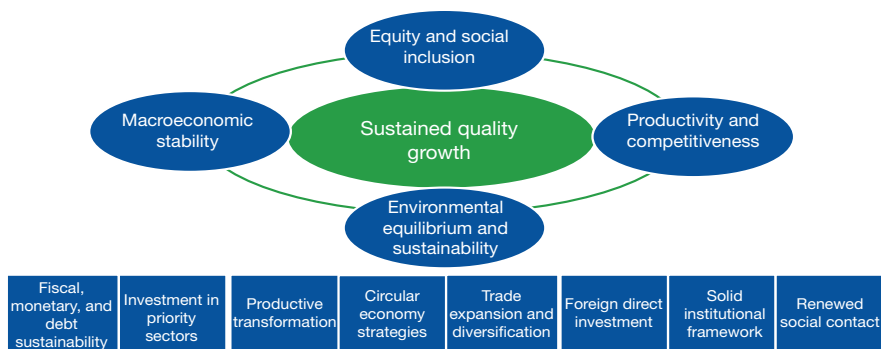 Equity and social
inclusion
Macroeconomic
stability
Sustained quality
growth
Productivity and
competitiveness
Environmental
equilibrium and
sustainability
Fiscal,
monetary, and
debt
sustainability
Investment in
priority
sectors
Productive
transformation
Circular
economy
strategies
Trade
expansion and
diversification
Foreign direct
investment
Solid
institutional
framework
Renewed
social contact